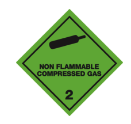 NON FLAMMABLE
COMPRESSED GAS
2